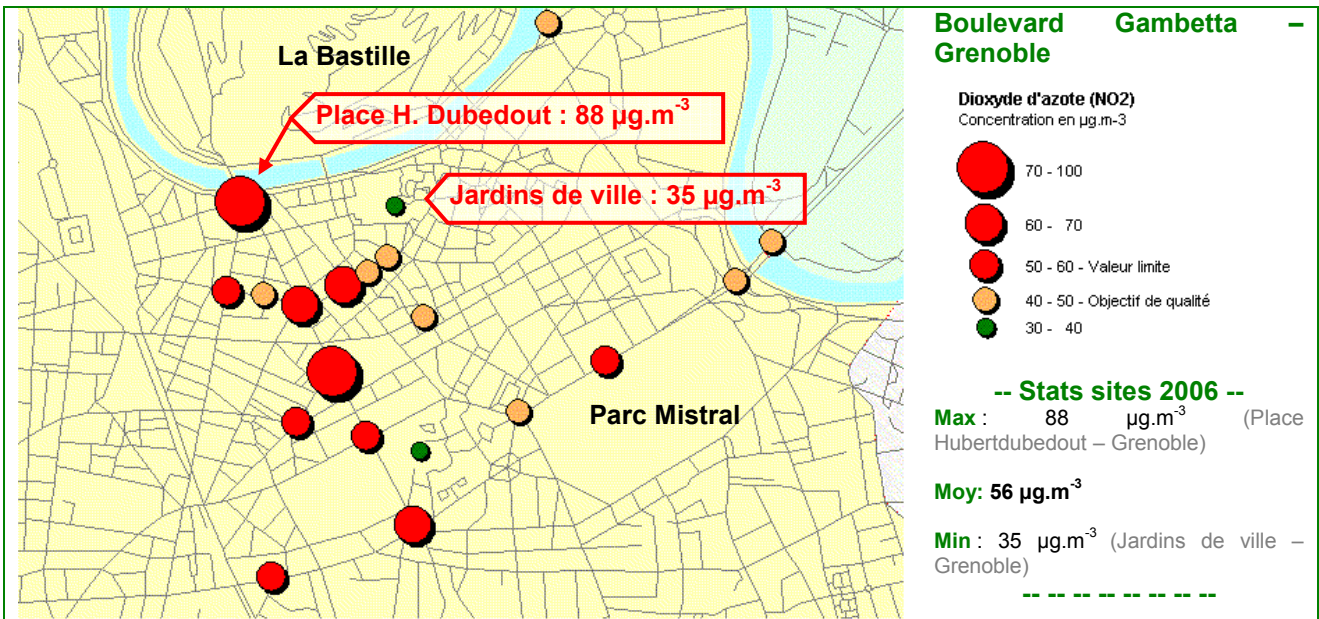 La Bastille
Place H. Dubedout : 88 µg.m-3
Jardins de ville : 35 µg.m-3
Parc Mistral
Boulevard Gambetta –
Grenoble
Dioxyde d'azote (NO2)
Concentration en µg.m-3
70 - 100
60 - 70
50 - 60 - Valeur limite
40 - 50 - Objectif de qualité
30 - 40
-- Stats sites 2006 --
Max : 88 µg.m-3 (Place
Hubertdubedout – Grenoble)
Moy: 56 µg.m-3
Min : 35 µg.m-3 (Jardins de ville –
Grenoble)
-- -- -- -- -- -- -- --